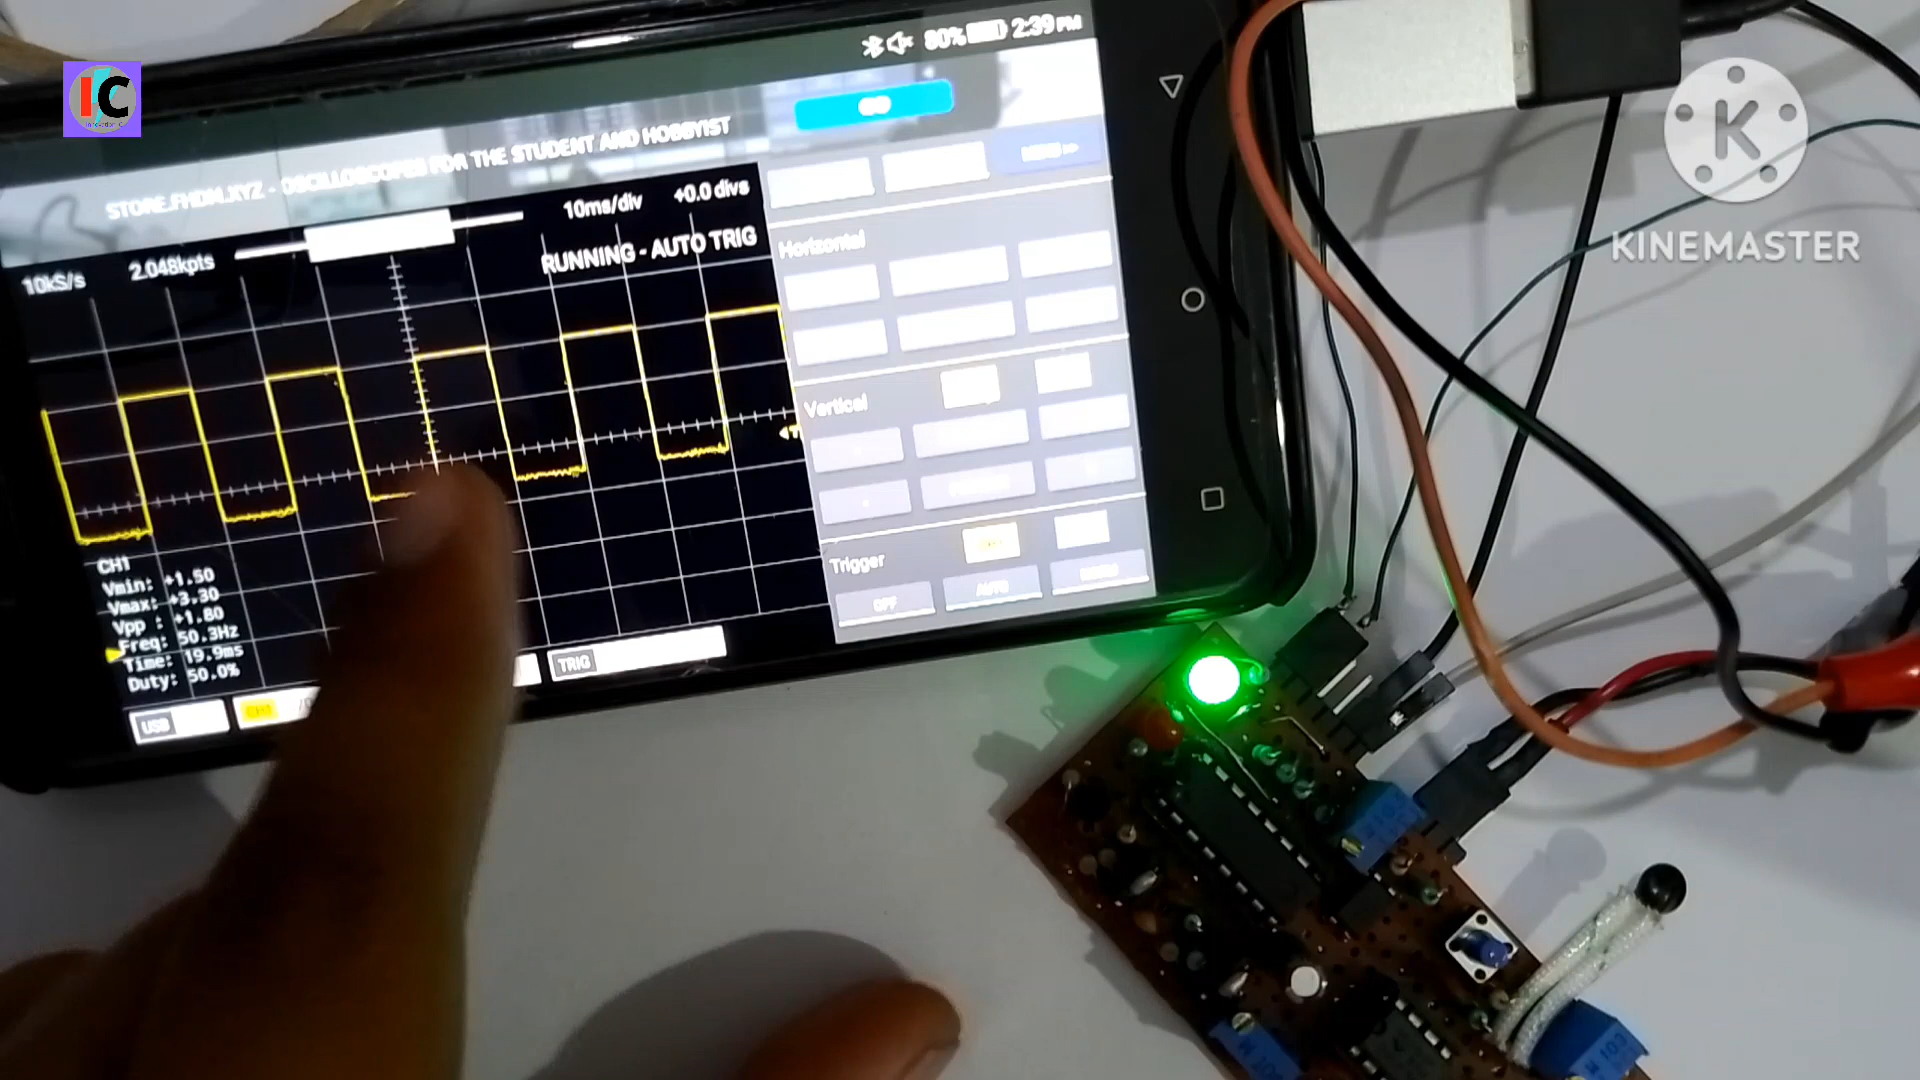 80% 2:39 PM
I C
KINEMASTER
STORE.FHDM.XYZ - OSCILLOSCOPES FOR THE STUDENT AND HOBBYIST
MENU >>
10kS/s 2.048kpts 10ms/div +0.0 divs
RUNNING - AUTO TRIG
Horizontal
Vertical
Trigger
OFF AUTO
CH1
Vmin: +1.50
Vmax: +3.30
Vpp : +1.80
Freq: 50.3Hz
Time: 19.9ms
Duty: 50.0%
USB CH1 TRIG